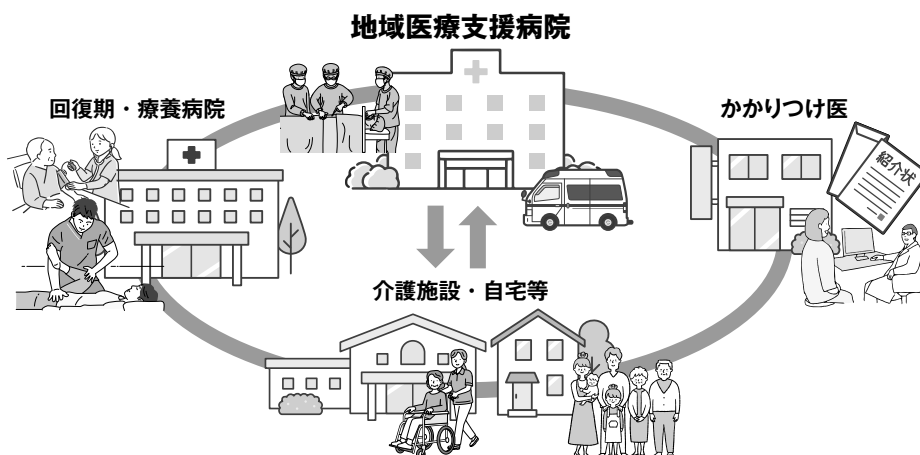 地域医療支援病院
回復期・療養病院
かかりつけ医
紹介状
介護施設・自宅等